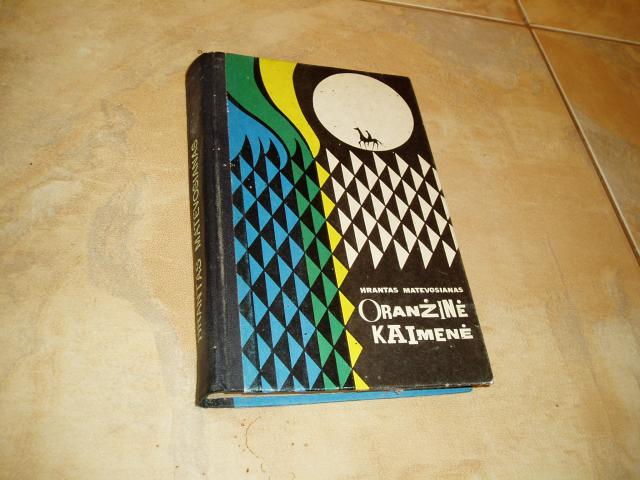 HRANTAS MATEVOSIANAS
HRANTAS MATEVOSIANAS
ORANŽINĖ
KAIMENĖ